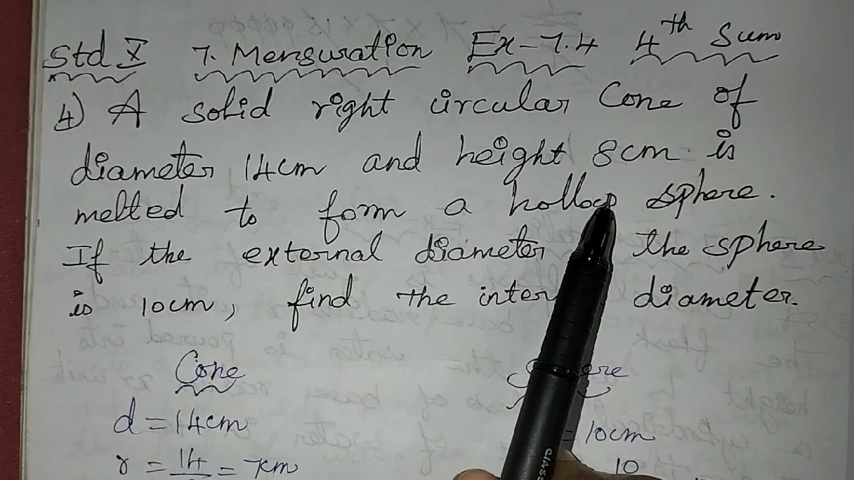 Std X 7. Mensuration Ex-7.4 4th Sum
4) A solid right circular Cone of
diameter 14cm and height 8cm is
melted to form a hollow sphere.
If the external diameter the sphere
is 10cm, find the diameter.
Cone
d = 14cm = 10cm
r = 14 = 7cm 10